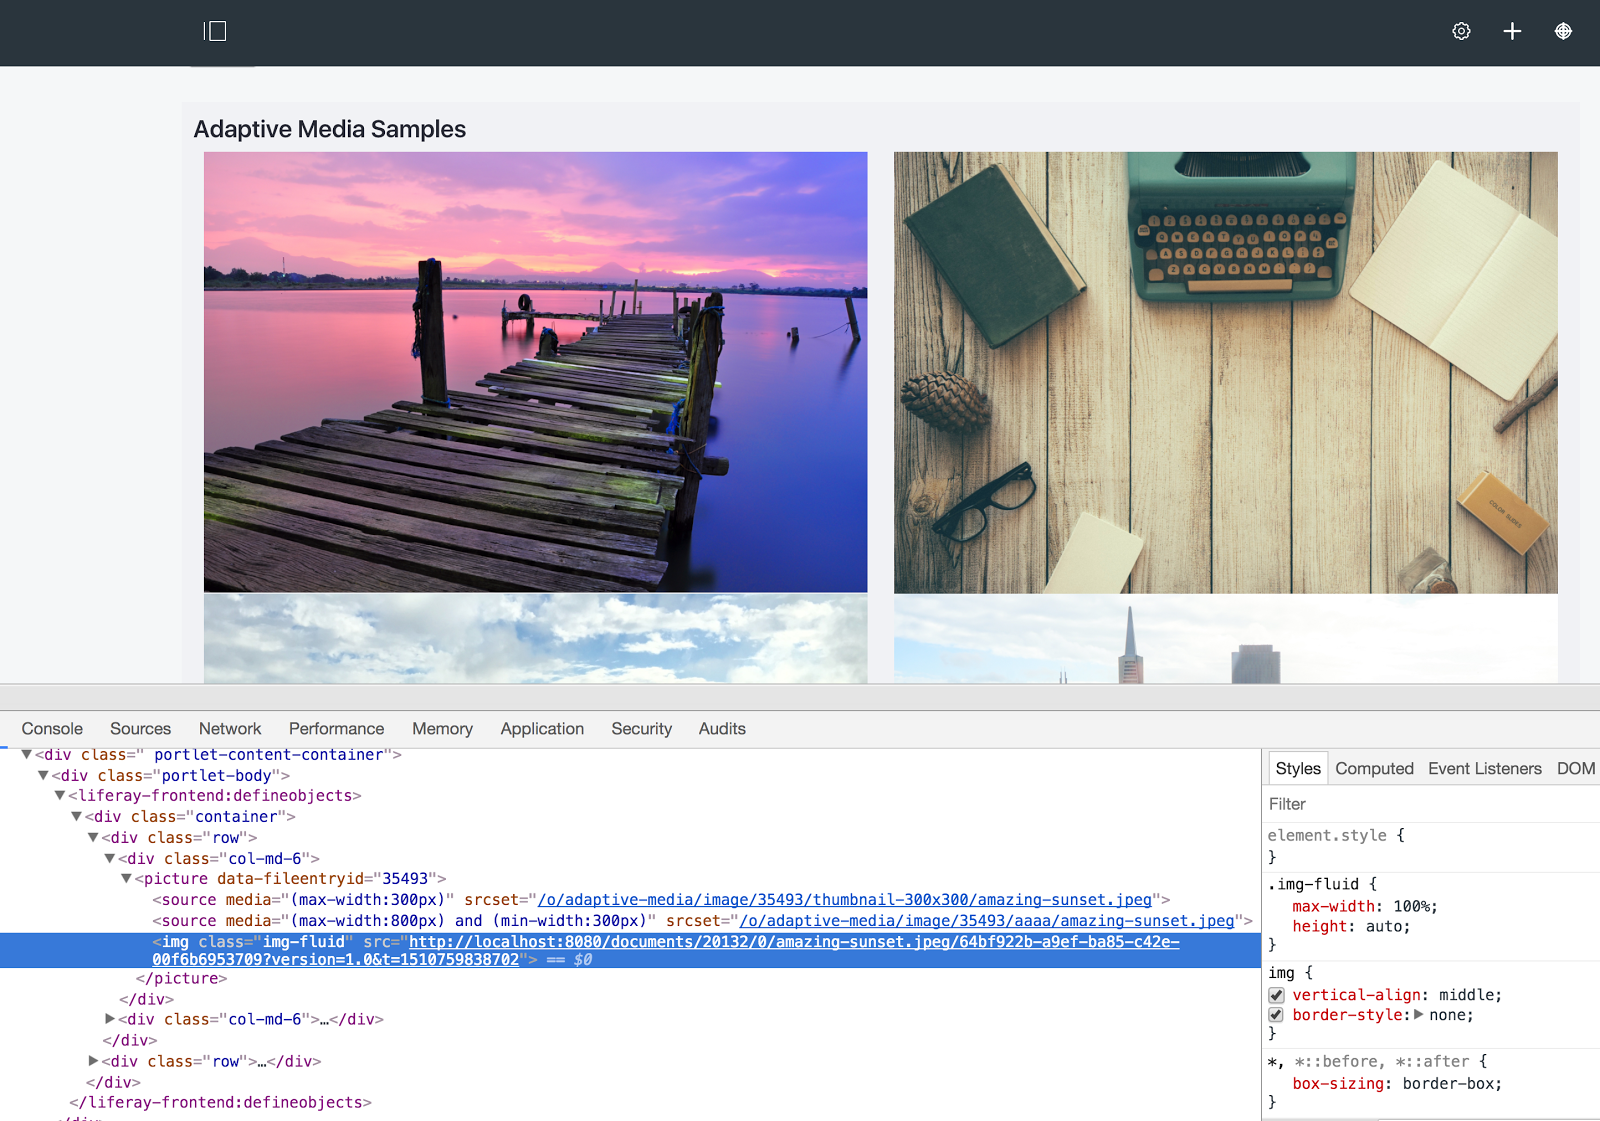 Adaptive Media Samples
COLOR SLIDES
Console Sources Network Performance Memory Application Security Audits
▼<div class=" portlet-content-container">
▼<div class="portlet-body">
▼<liferay-frontend:defineobjects>
▼<div class="container">
▼<div class="row">
▼<div class="col-md-6">
▼<picture data-fileentryid="35493">
<source media="(max-width:300px)" srcset="/o/adaptive-media/image/35493/thumbnail-300x300/amazing-sunset.jpeg">
<source media="(max-width:800px) and (min-width:300px)" srcset="/o/adaptive-media/image/35493/aaaa/amazing-sunset.jpeg">
<img class="img-fluid" src="http://localhost:8080/documents/20132/0/amazing-sunset.jpeg/64bf922b-a9ef-ba85-c42e-
00f6b6953709?version=1.0&t=1510759838702"> == $0
</picture>
</div>
▶<div class="col-md-6">…</div>
</div>
▶<div class="row">…</div>
</div>
</liferay-frontend:defineobjects>
Styles Computed Event Listeners DOM
Filter
element.style {
}
.img-fluid {
max-width: 100%;
height: auto;
}
img {
vertical-align: middle;
border-style:▶ none;
}
*, *::before, *::after {
box-sizing: border-box;
}